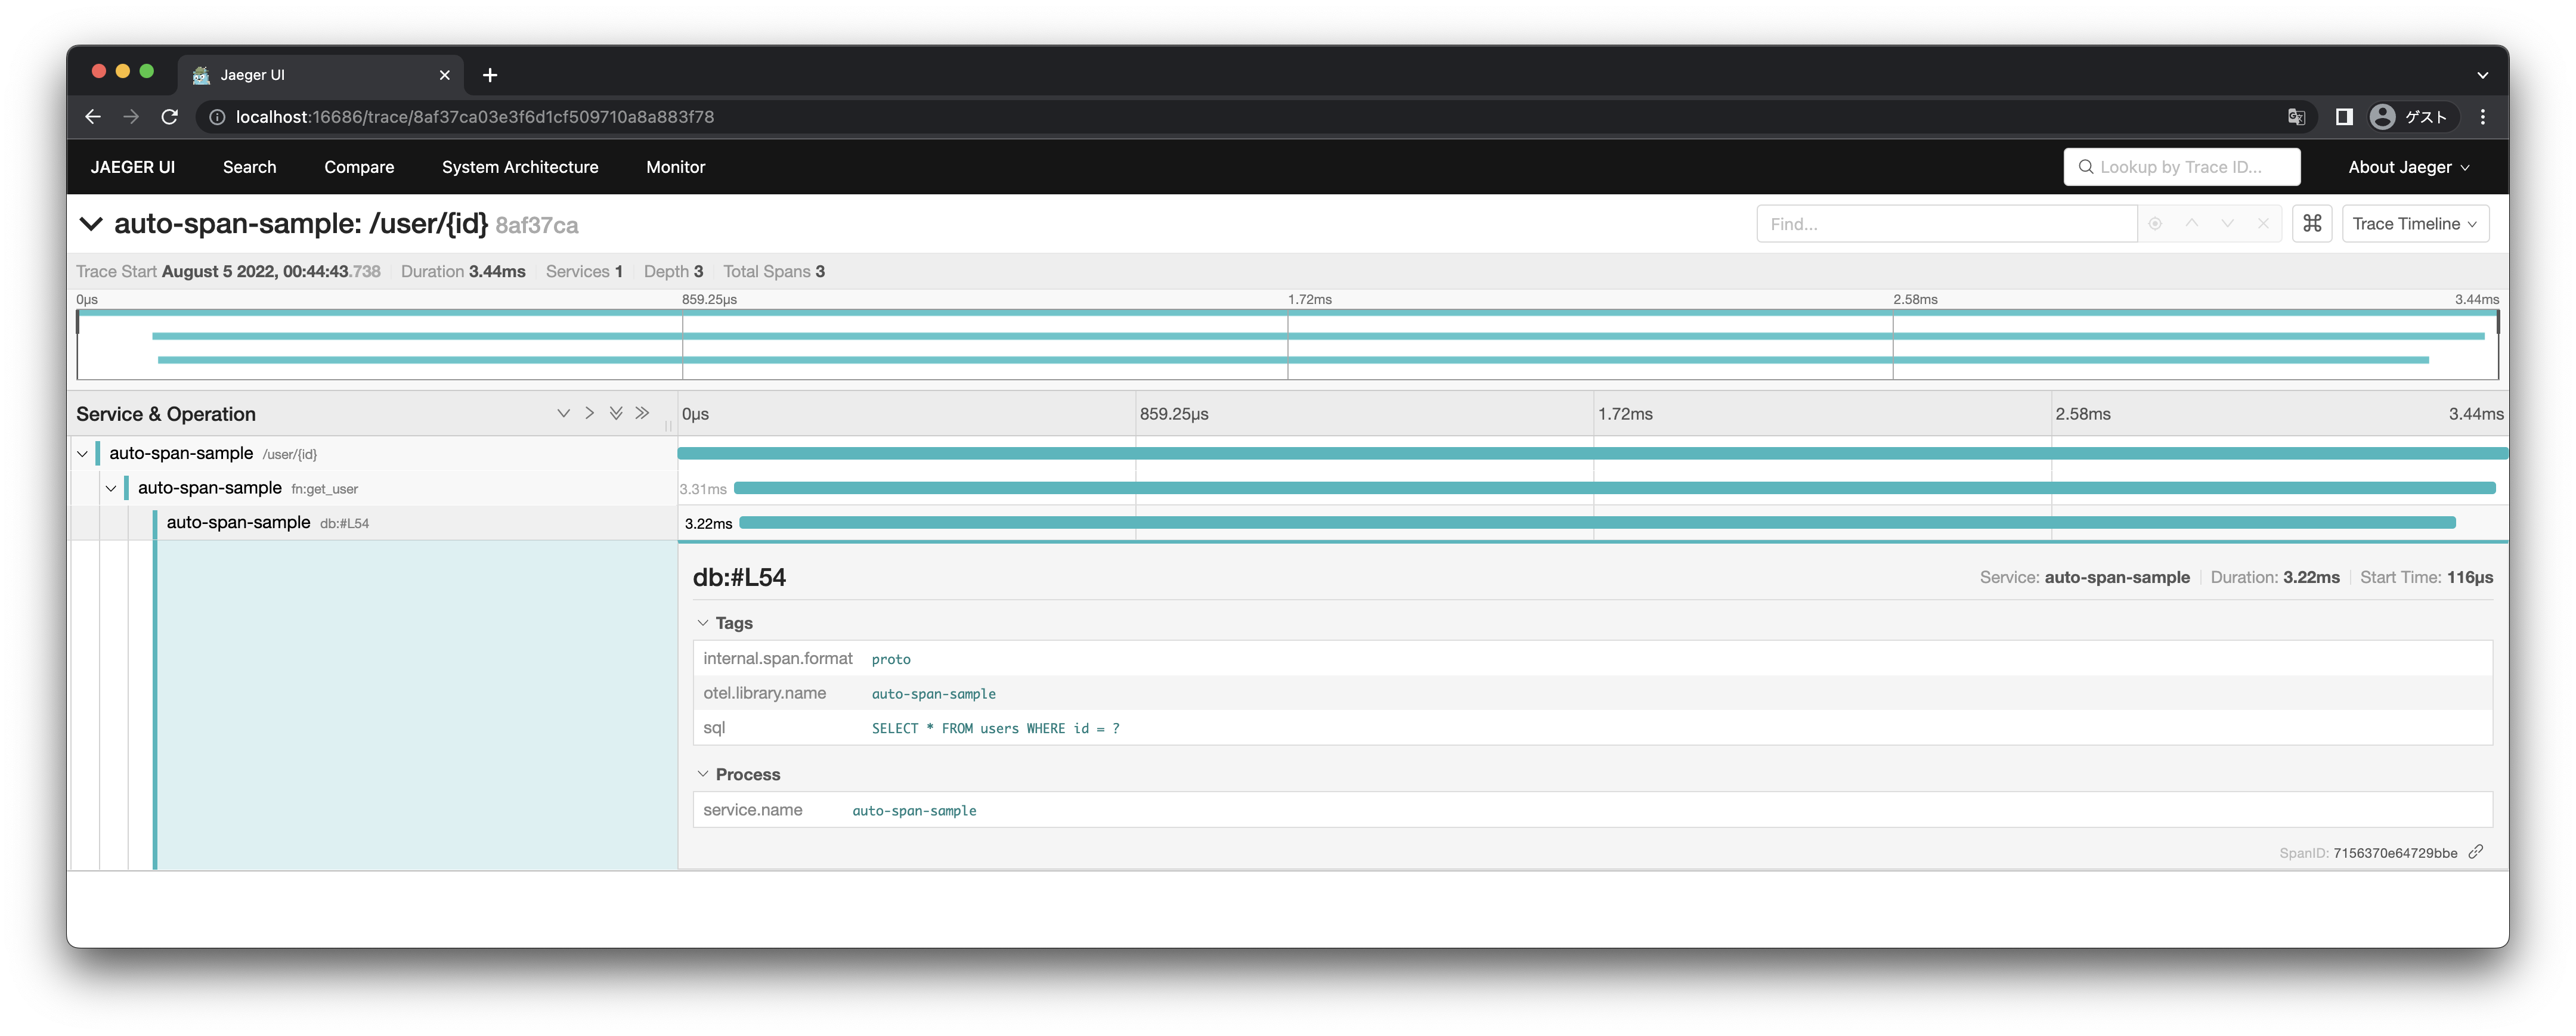 Jaeger UI
localhost:16686/trace/8af37ca03e3f6d1cf509710a8a883f78
ゲスト
JAEGER UI Search Compare System Architecture Monitor Lookup by Trace ID... About Jaeger
auto-span-sample: /user/{id} 8af37ca Find... Trace Timeline
Trace Start August 5 2022, 00:44:43.738 Duration 3.44ms Services 1 Depth 3 Total Spans 3
0μs 859.25μs 1.72ms 2.58ms 3.44ms
Service & Operation 0μs 859.25μs 1.72ms 2.58ms 3.44ms
auto-span-sample /user/{id}
auto-span-sample fn:get_user 3.31ms
auto-span-sample db:#L54 3.22ms
db:#L54 Service: auto-span-sample Duration: 3.22ms Start Time: 116μs
Tags
internal.span.format proto
otel.library.name auto-span-sample
sql SELECT * FROM users WHERE id = ?
Process
service.name auto-span-sample
SpanID: 7156370e64729bbe